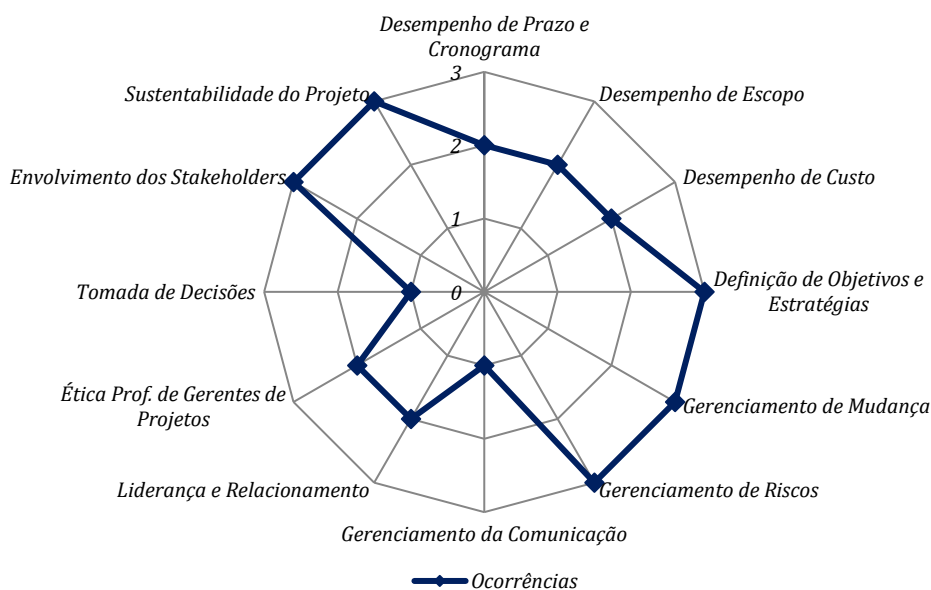 Desempenho de Prazo e
Cronograma
3
Sustentabilidade do Projeto
Desempenho de Escopo
2
Envolvimento dos Stakeholders
Desempenho de Custo
1
Tomada de Decisões
0
Definição de Objetivos e
Estratégias
Ética Prof. de Gerentes de
Projetos
Gerenciamento de Mudança
Liderança e Relacionamento
Gerenciamento de Riscos
Gerenciamento da Comunicação
Ocorrências